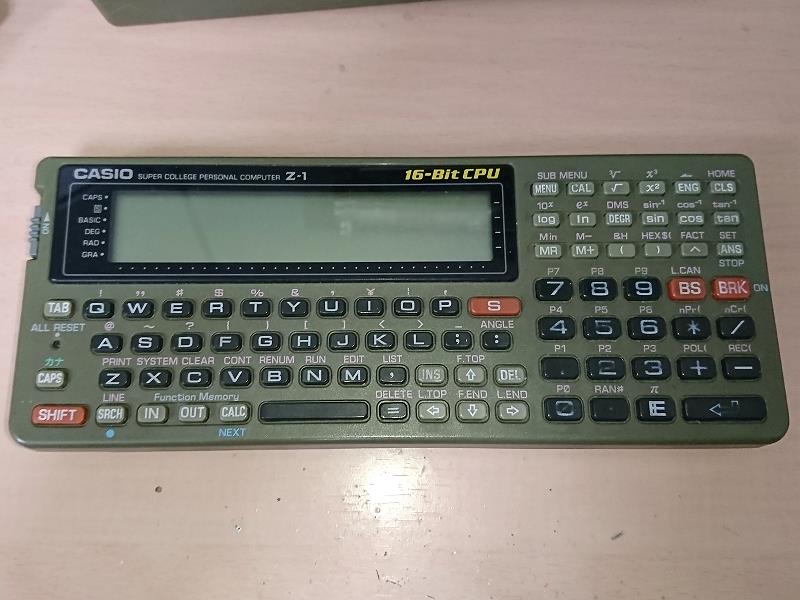 CASIO SUPER COLLEGE PERSONAL COMPUTER Z-1 16-Bit CPU
SUB MENU ³√ x³ HOME
CAPS
BASIC
DEG
RAD
GRA
MENU CAL √ x² ENG CLS
10ˣ eˣ DMS sin⁻¹ cos⁻¹ tan⁻¹
log ln DEGR sin cos tan
Min M− &H HEX$( FACT SET
MR M+ ( ) ^ ANS
STOP
P7 P8 P9 L.CAN
7 8 9 BS BRK ON
! " # $ % & ' ¥ [ ]
TAB Q W E R T Y U I O P S
P4 P5 P6 nPr( nCr(
4 5 6 * /
ALL RESET @ ~ ? { } [ ] < > _ ANGLE
A S D F G H J K L ; :
P1 P2 P3 POL( REC(
2 3 + −
カナ PRINT SYSTEM CLEAR CONT RENUM RUN EDIT LIST F.TOP
CAPS Z X C V B N M , INS ⇧ DEL
P0 RAN# π
0 . E ↵
LINE Function Memory DELETE L.TOP F.END L.END
SHIFT SRCH IN OUT CALC = ⇦ ⇩ ⇨
NEXT